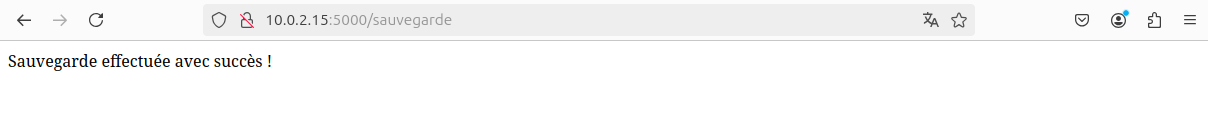 10.0.2.15:5000/sauvegarde
Sauvegarde effectuée avec succès !